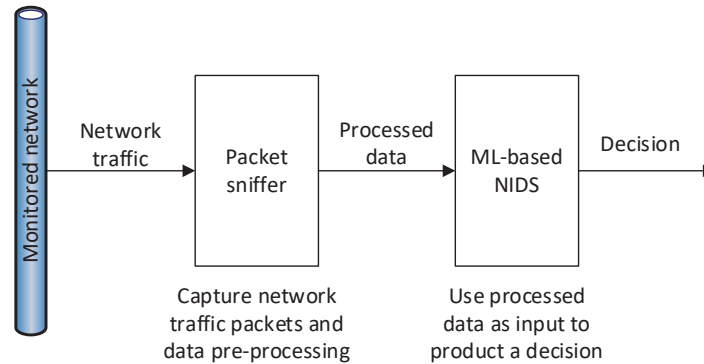 Monitored network
Network
traffic
Packet
sniffer
Processed
data
ML-based
NIDS
Decision
Capture network
traffic packets and
data pre-processing
Use processed
data as input to
product a decision